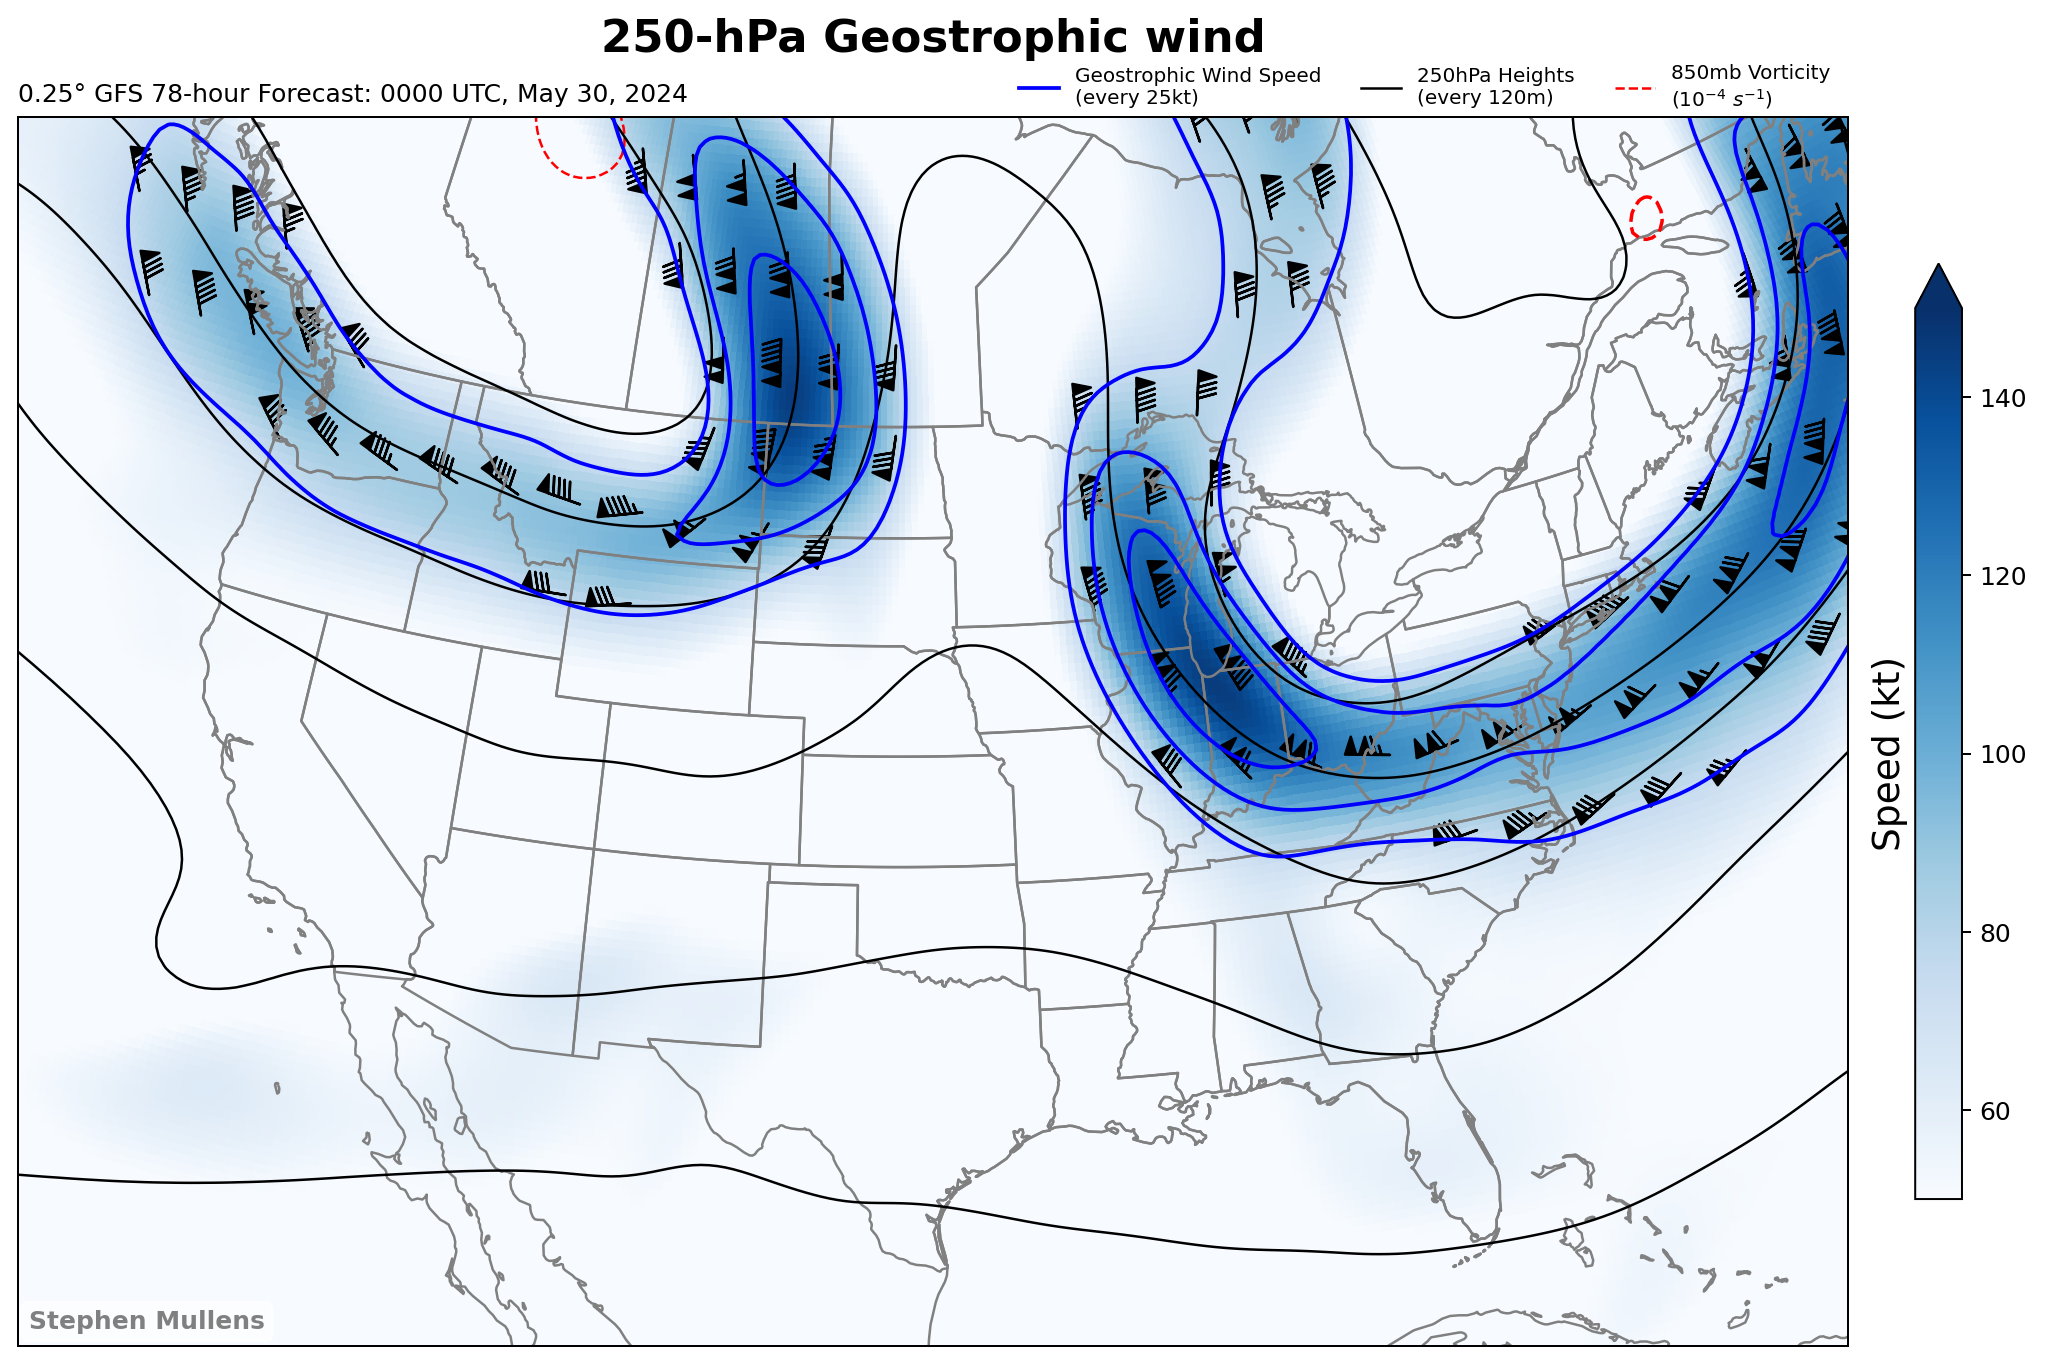 250-hPa Geostrophic wind
0.25° GFS 78-hour Forecast: 0000 UTC, May 30, 2024
Geostrophic Wind Speed
(every 25kt)
250hPa Heights
(every 120m)
850mb Vorticity
(10⁻⁴ s⁻¹)
140
120
100
80
60
Speed (kt)
Stephen Mullens